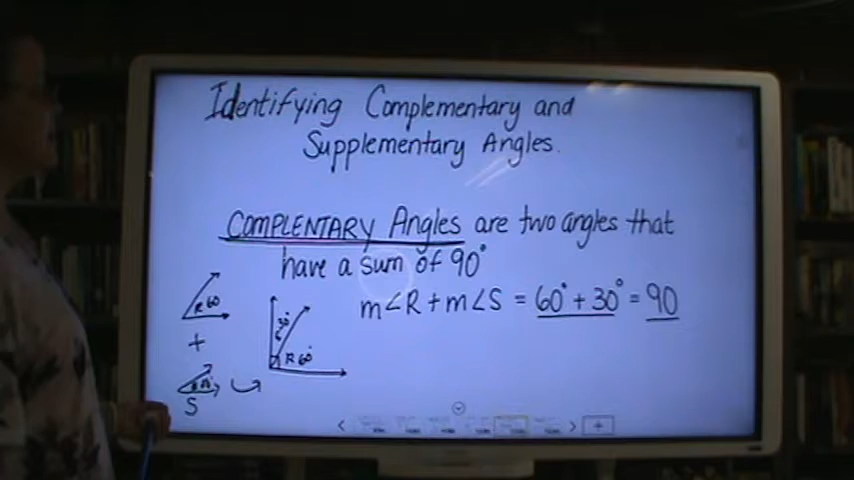 Identifying Complementary and
Supplementary Angles.
COMPLENTARY Angles are two angles that
have a sum of 90°
m∠R + m∠S = 60° + 30° = 90
R 60
+
S
30°
R 60°